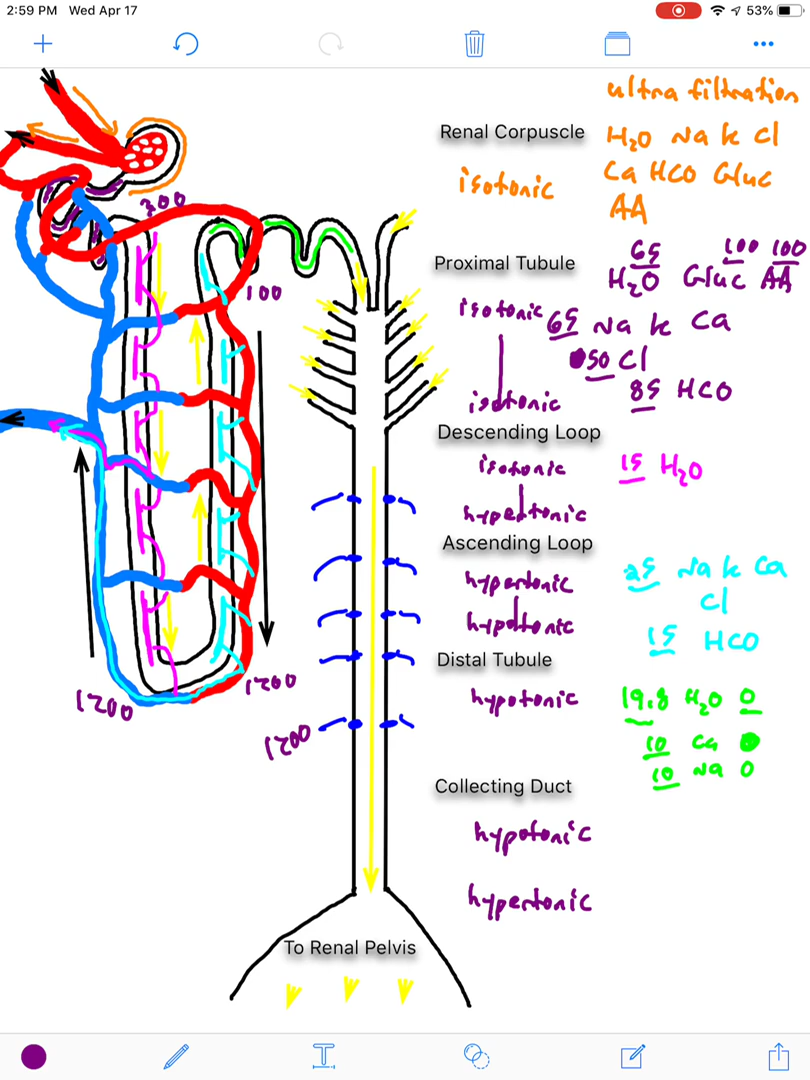 2:59 PM Wed Apr 17
53%
ultra filtration
Renal Corpuscle
H₂O Na K Cl
isotonic
Ca HCO Gluc
AA
300
100
Proximal Tubule
65 100 100
H₂O Gluc AA
isotonic
65 Na K Ca
50 Cl
85 HCO
isotonic
Descending Loop
isotonic
15 H₂O
hypertonic
Ascending Loop
hypertonic
25 Na K Ca
Cl
hypotonic
15 HCO
Distal Tubule
1200
1200
hypotonic
19.8 H₂O 0
10 Ca
10 Na 0
1200
Collecting Duct
hypotonic
hypertonic
To Renal Pelvis
T